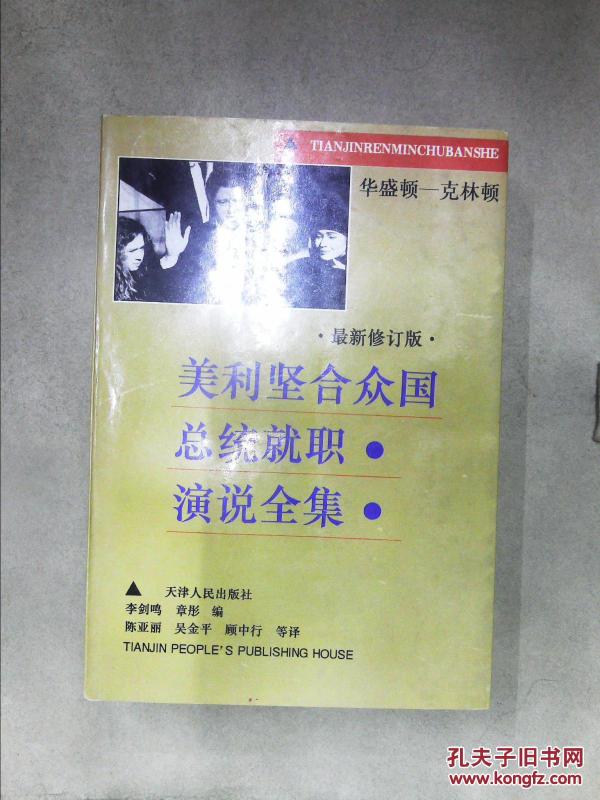 TIANJINRENMINCHUBANSHE
华盛顿—克林顿
·最新修订版·
美利坚合众国
总统就职●
演说全集●
▲ 天津人民出版社
李剑鸣 章彤 编
陈亚丽 吴金平 顾中行 等译
TIANJIN PEOPLE'S PUBLISHING HOUSE
孔夫子旧书网
www.kongfz.com